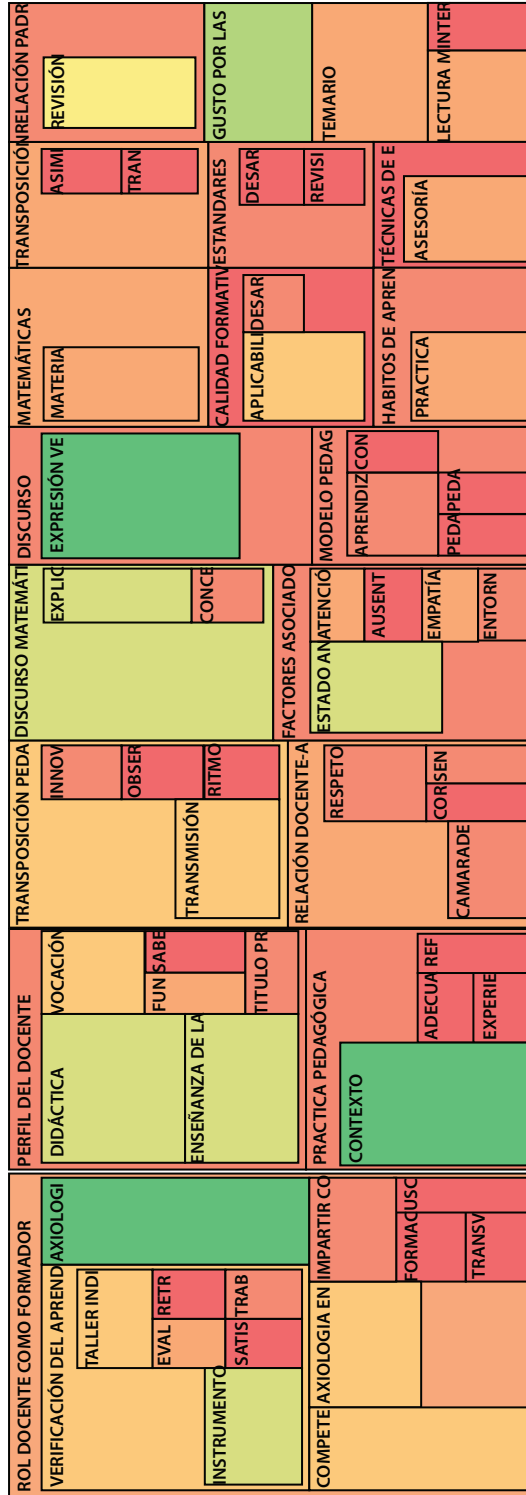 ROL DOCENTE COMO FORMADOR
VERIFICACIÓN DEL APREND
AXIOLOGI
TALLER INDI
EVAL
RETR
SATIS
TRAB
INSTRUMENTO
COMPETE
AXIOLOGIA EN
IMPARTIR CO
FORMAC
USC
TRANSV
PERFIL DEL DOCENTE
DIDÁCTICA
VOCACIÓN
FUN
SABE
ENSEÑANZA DE LA
TITULO PR
PRACTICA PEDAGÓGICA
CONTEXTO
ADECUA
REF
EXPERIE
TRANSPOSICIÓN PEDA
INNOV
OBSER
RITMO
TRANSMISIÓN
RELACIÓN DOCENTE-A
RESPETO
COR
SEN
CAMARADE
DISCURSO MATEMÁTI
EXPLIC
CONCE
FACTORES ASOCIADO
ESTADO AN
ATENCIÓ
AUSENT
EMPATÍA
ENTORN
DISCURSO
EXPRESIÓN VE
MODELO PEDAG
APRENDIZ
CON
PEDA
PEDA
MATEMÁTICAS
MATERIA
CALIDAD FORMATIV
APLICABILI
DESAR
HABITOS DE APREN
PRACTICA
TRANSPOSICIÓN
ASIMI
TRAN
ESTANDARES
DESAR
REVISI
TÉCNICAS DE E
ASESORÍA
RELACIÓN PADR
REVISIÓN
GUSTO POR LAS
TEMARIO
LECTURA M
INTER